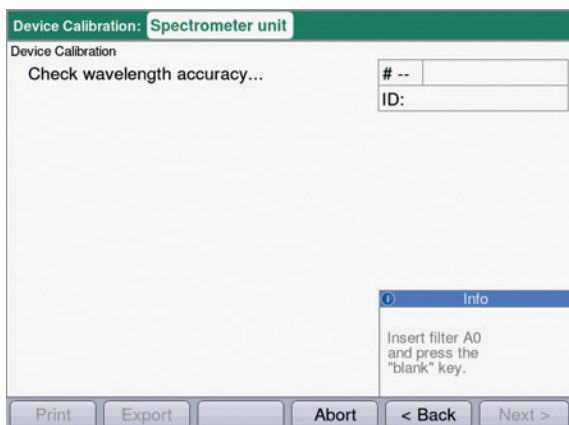 Device Calibration: Spectrometer unit
Device Calibration
Check wavelength accuracy...
# --
ID:
Info
Insert filter A0
and press the
"blank" key.
Print Export Abort < Back Next >